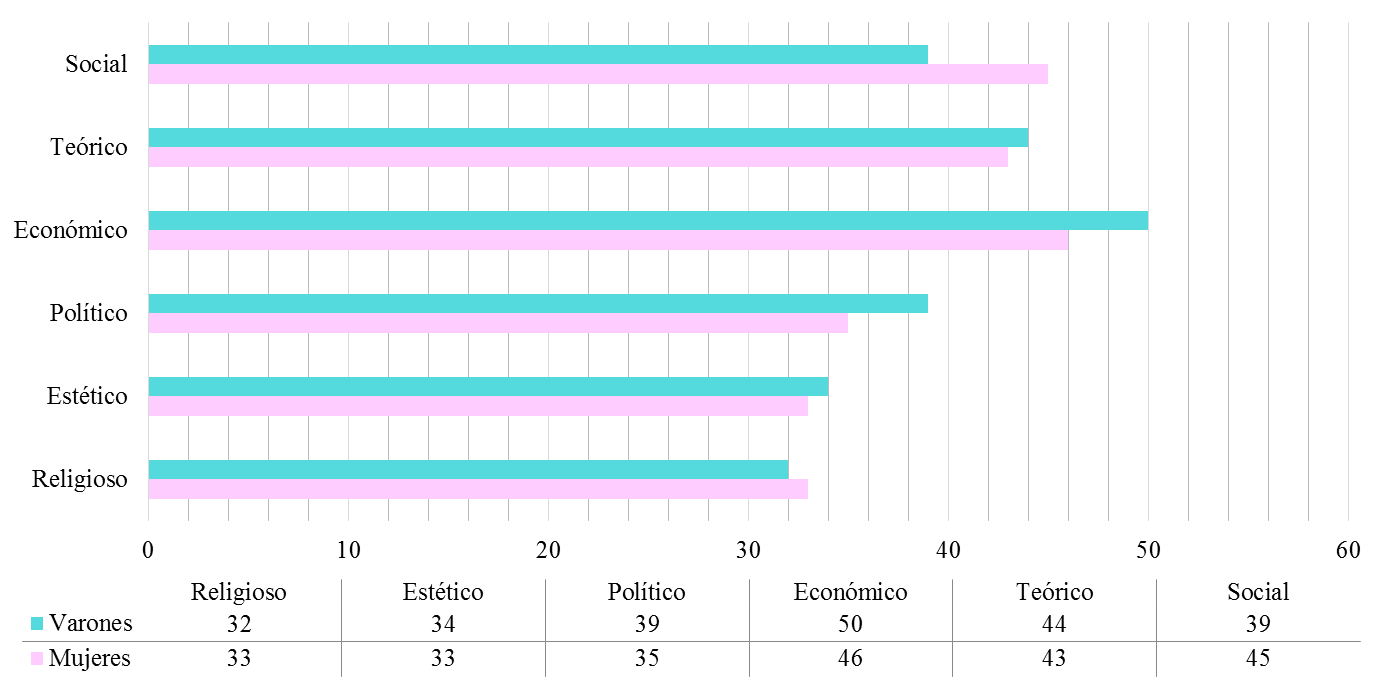 Social
Teórico
Económico
Político
Estético
Religioso
0 10 20 30 40 50 60
Religioso Estético Político Económico Teórico Social
Varones 32 34 39 50 44 39
Mujeres 33 33 35 46 43 45